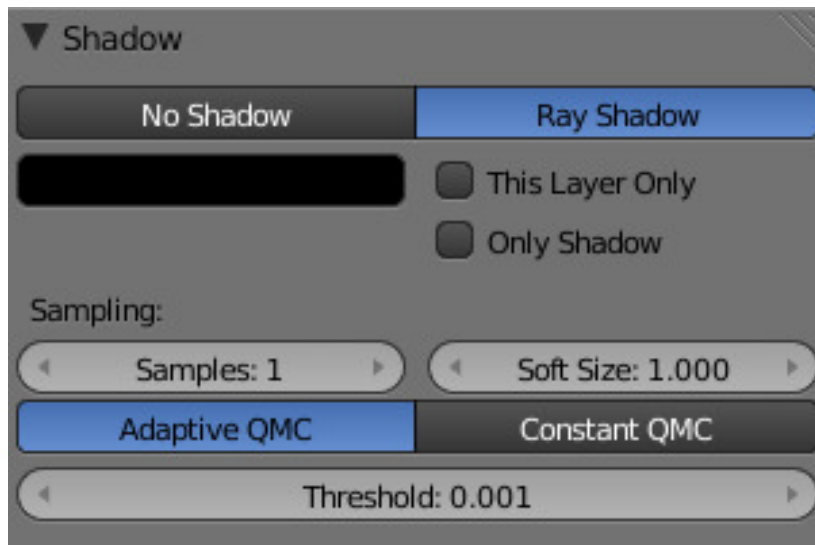 Shadow
No Shadow Ray Shadow
This Layer Only
Only Shadow
Sampling:
Samples: 1 Soft Size: 1.000
Adaptive QMC Constant QMC
Threshold: 0.001